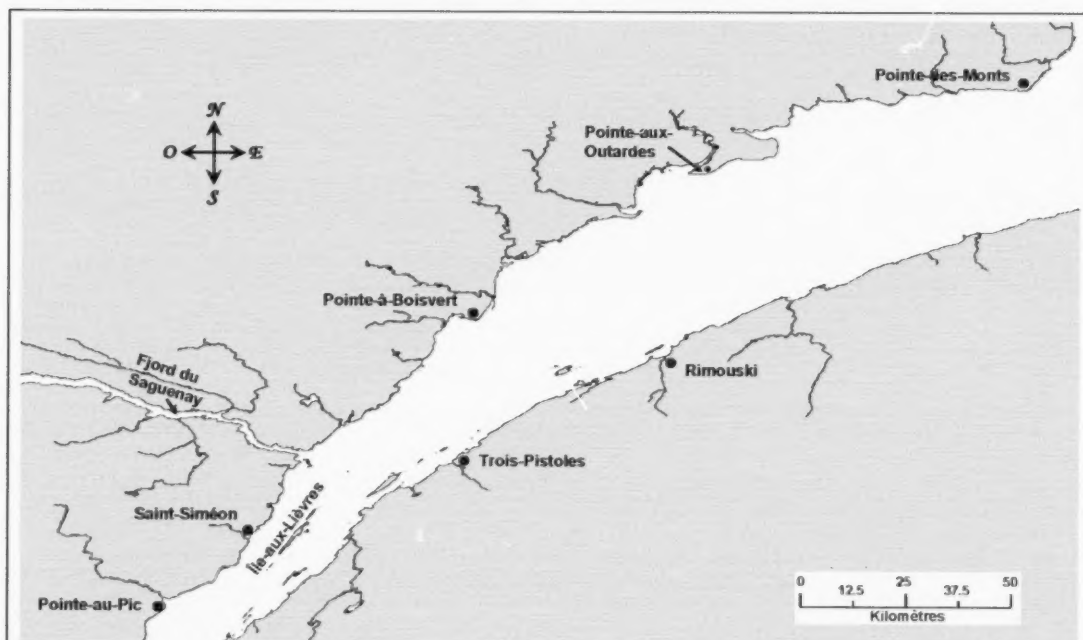 Pointe-des-Monts
Pointe-aux-
Outardes
N
O E
S
Pointe-à-Boisvert
Fjord du
Saguenay
Rimouski
Trois-Pistoles
Saint-Siméon
Île-aux-Lièvres
Pointe-au-Pic
0 25 50
12.5 37.5
Kilomètres